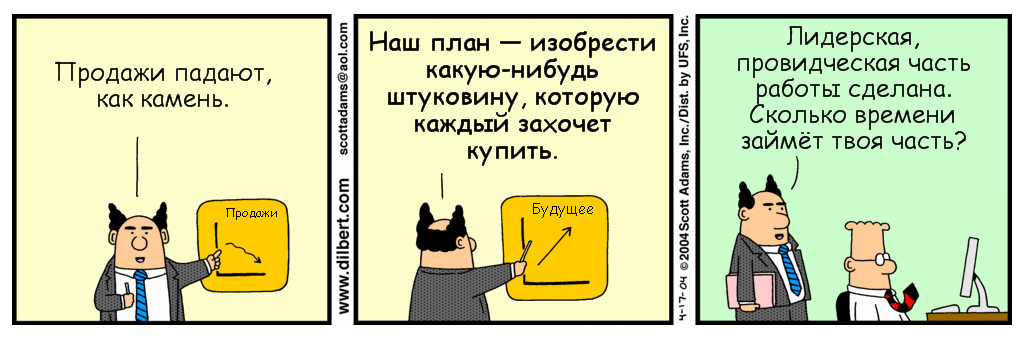 Продажи падают,
как камень.
Продажи
scottadams@aol.com
www.dilbert.com
Наш план — изобрести
какую-нибудь
штуковину, которую
каждый захочет
купить.
Будущее
4-17-04 © 2004 Scott Adams, Inc./Dist. by UFS, Inc.
Лидерская,
провидческая часть
работы сделана.
Сколько времени
займёт твоя часть?